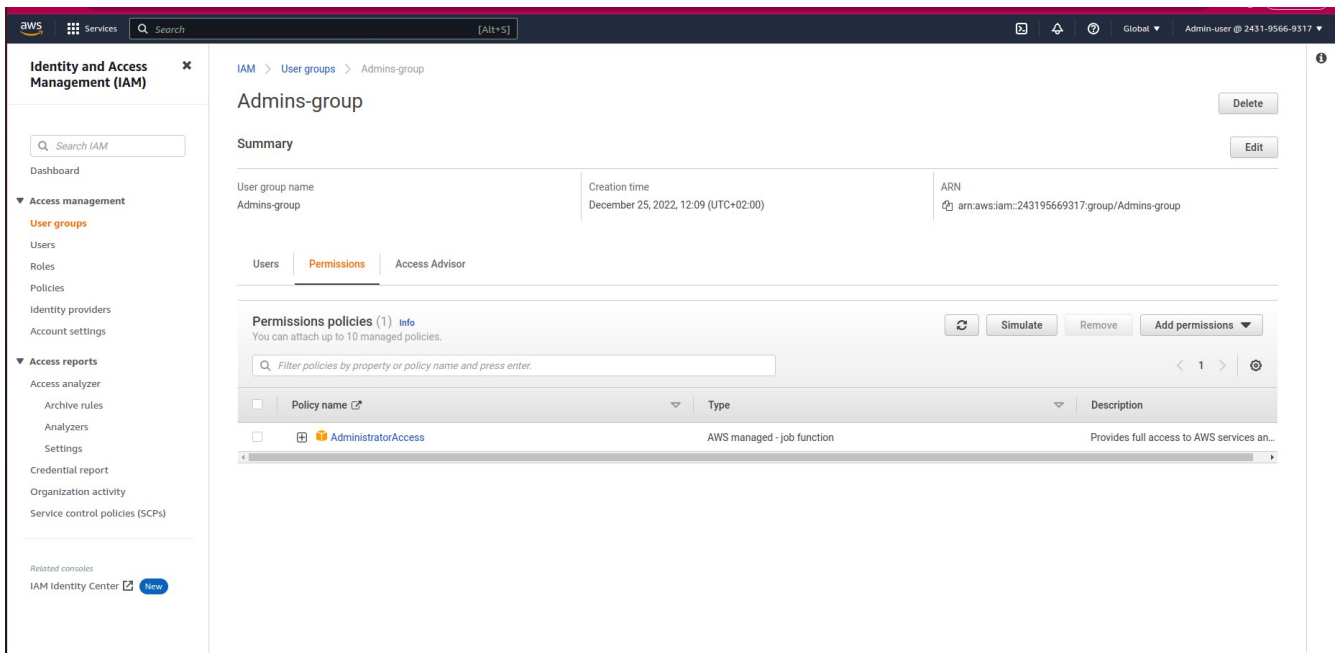 aws Services Search [Alt+S] Global ▼ Admin-user @ 2431-9566-9317 ▼
Identity and Access
Management (IAM)
Search IAM
Dashboard
Access management
User groups
Users
Roles
Policies
Identity providers
Account settings
Access reports
Access analyzer
Archive rules
Analyzers
Settings
Credential report
Organization activity
Service control policies (SCPs)
Related consoles
IAM Identity Center New
IAM > User groups > Admins-group
Admins-group Delete
Summary Edit
User group name Creation time ARN
Admins-group December 25, 2022, 12:09 (UTC+02:00) arn:aws:iam::243195669317:group/Admins-group
Users Permissions Access Advisor
Permissions policies (1) Info Simulate Remove Add permissions ▼
You can attach up to 10 managed policies.
Filter policies by property or policy name and press enter. < 1 >
Policy name Type Description
AdministratorAccess AWS managed - job function Provides full access to AWS services an...